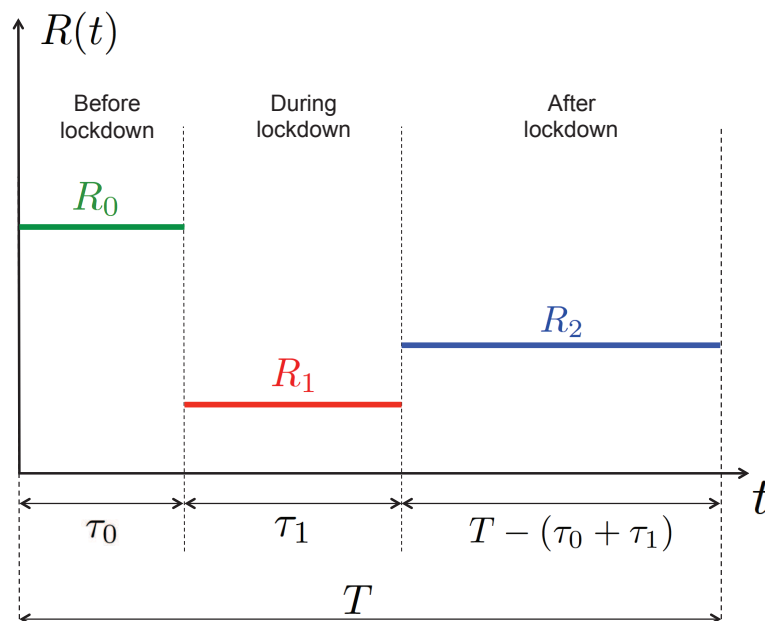 R(t)
Before
lockdown
During
lockdown
After
lockdown
R₀
R₁
R₂
t
τ₀
τ₁
T − (τ₀ + τ₁)
T